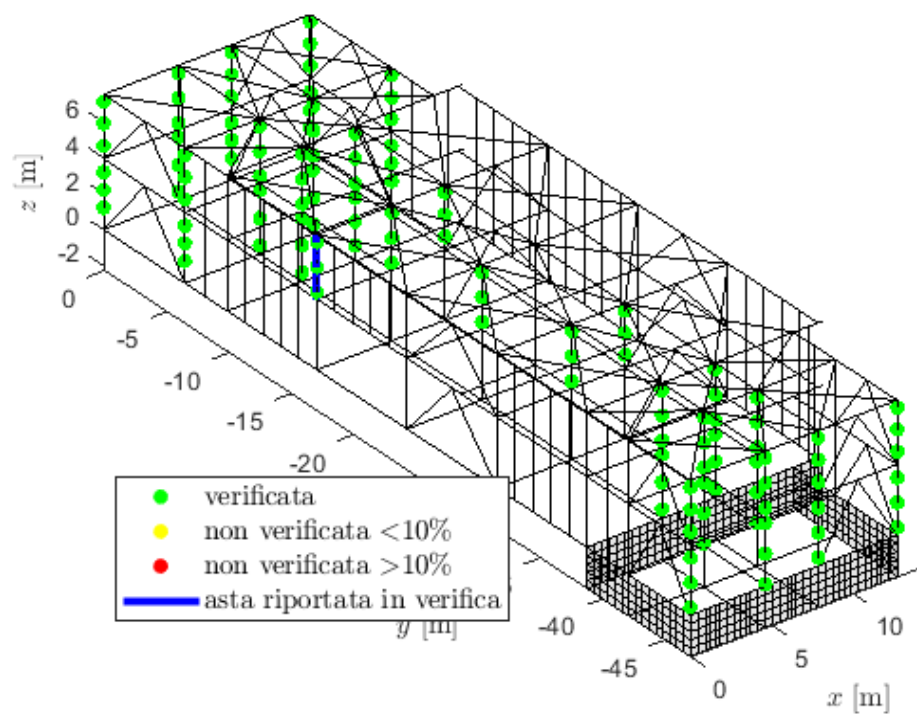 6
4
2
0
-2
z [m]
0
-5
-10
-15
-20
verificata
non verificata <10%
non verificata >10%
asta riportata in verifica
y [m]
-40
-45
0
5
10
x [m]